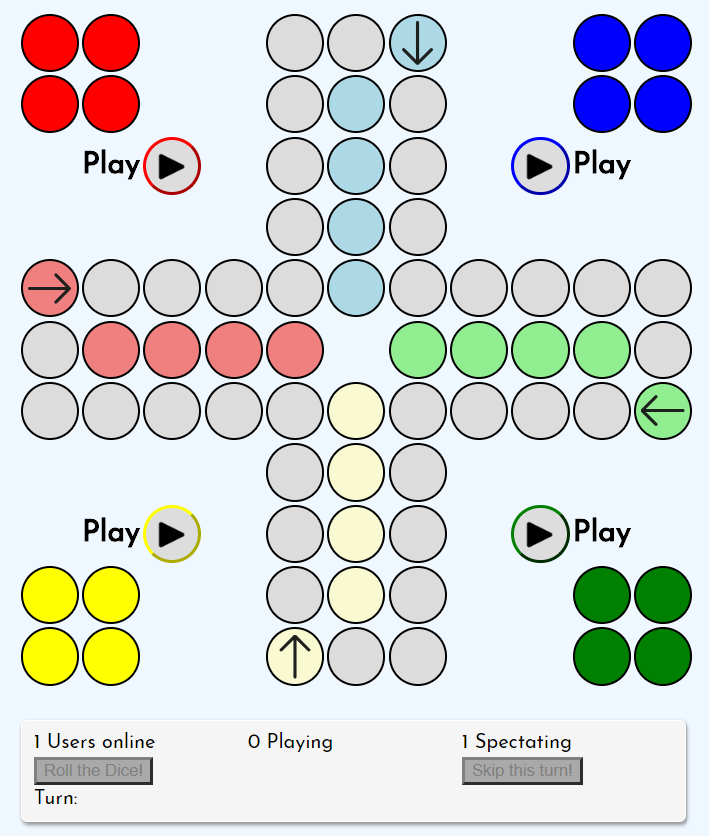 Play Play
Play Play
1 Users online 0 Playing 1 Spectating
Roll the Dice! Skip this turn!
Turn: